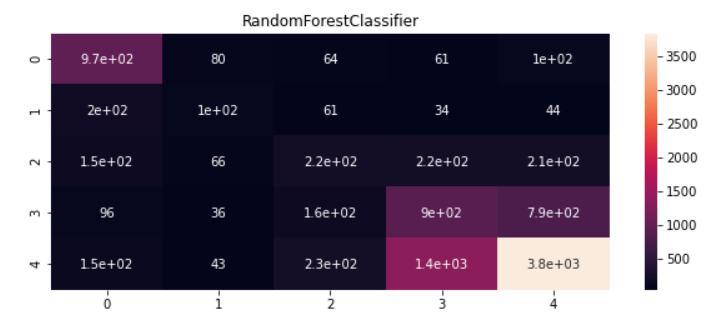 RandomForestClassifier
0 9.7e+02 80 64 61 1e+02
1 2e+02 1e+02 61 34 44
2 1.5e+02 66 2.2e+02 2.2e+02 2.1e+02
3 96 36 1.6e+02 9e+02 7.9e+02
4 1.5e+02 43 2.3e+02 1.4e+03 3.8e+03
0 1 2 3 4
3500
3000
2500
2000
1500
1000
500